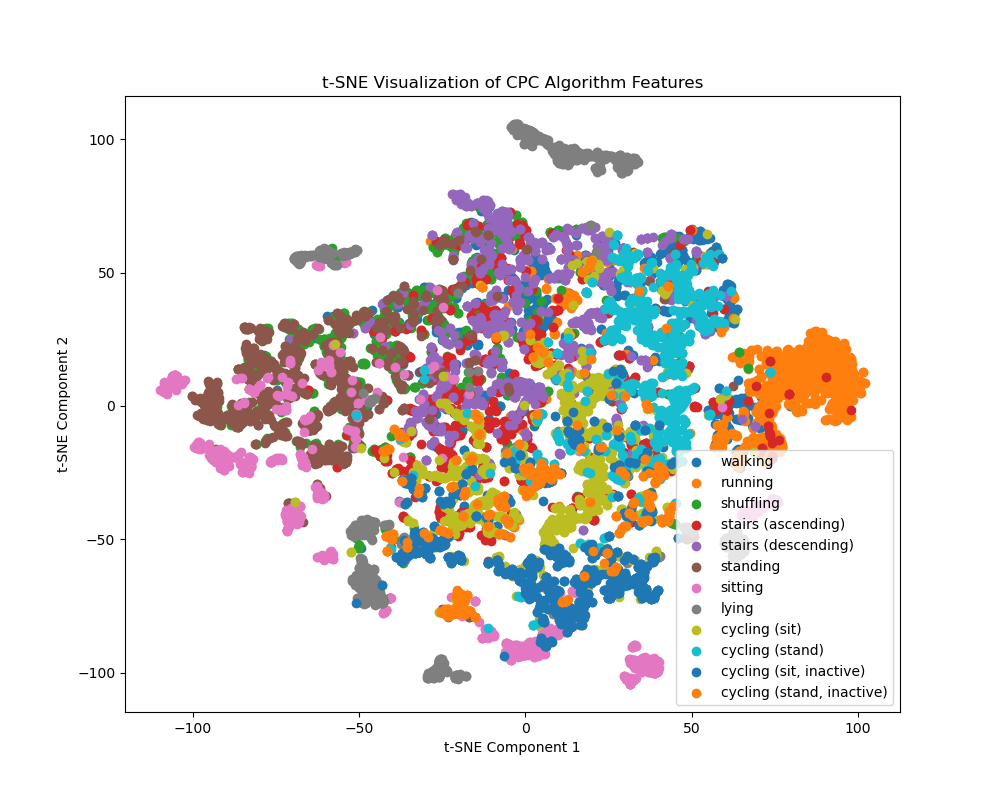 t-SNE Visualization of CPC Algorithm Features
t-SNE Component 2
100
50
0
−50
−100
−100
−50
0
50
100
t-SNE Component 1
walking
running
shuffling
stairs (ascending)
stairs (descending)
standing
sitting
lying
cycling (sit)
cycling (stand)
cycling (sit, inactive)
cycling (stand, inactive)